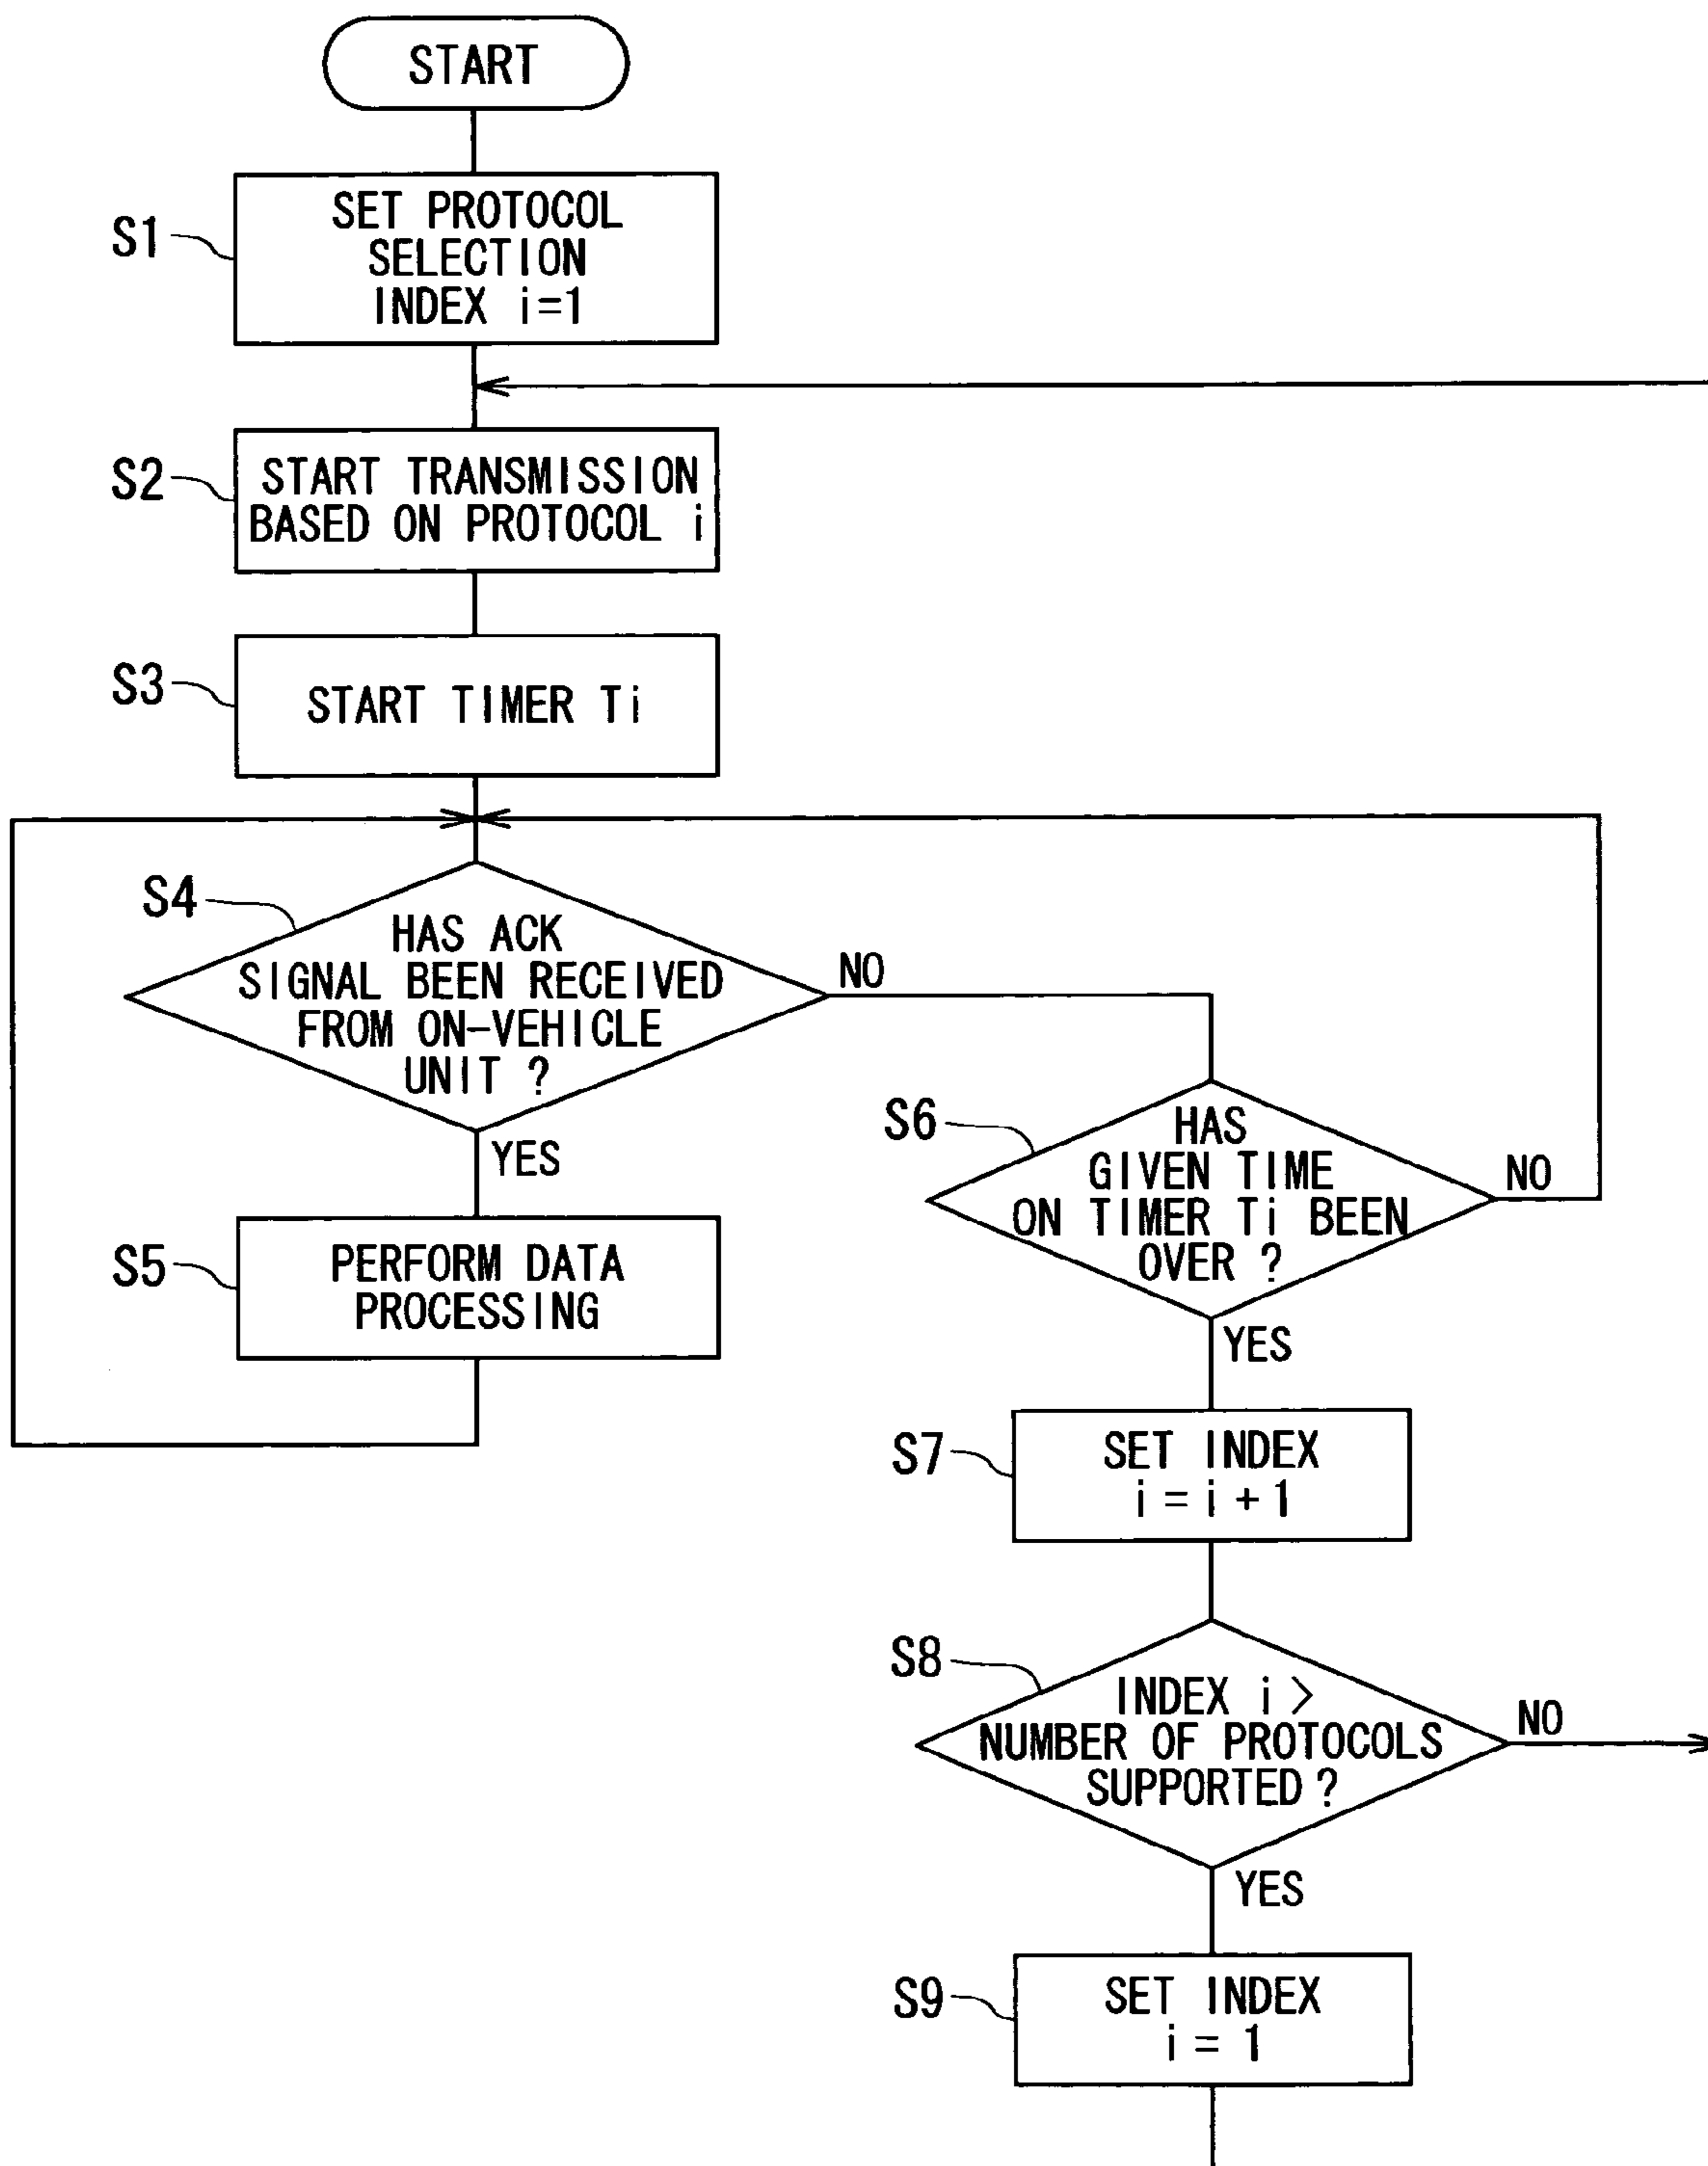 START
S1
SET PROTOCOL
SELECTION
INDEX i=1
S2
START TRANSMISSION
BASED ON PROTOCOL i
S3
START TIMER Ti
S4
HAS ACK
SIGNAL BEEN RECEIVED
FROM ON-VEHICLE
UNIT ?
NO
YES
S5
PERFORM DATA
PROCESSING
S6
HAS
GIVEN TIME
ON TIMER Ti BEEN
OVER ?
NO
YES
S7
SET INDEX
i = i + 1
S8
INDEX i >
NUMBER OF PROTOCOLS
SUPPORTED ?
NO
YES
S9
SET INDEX
i = 1